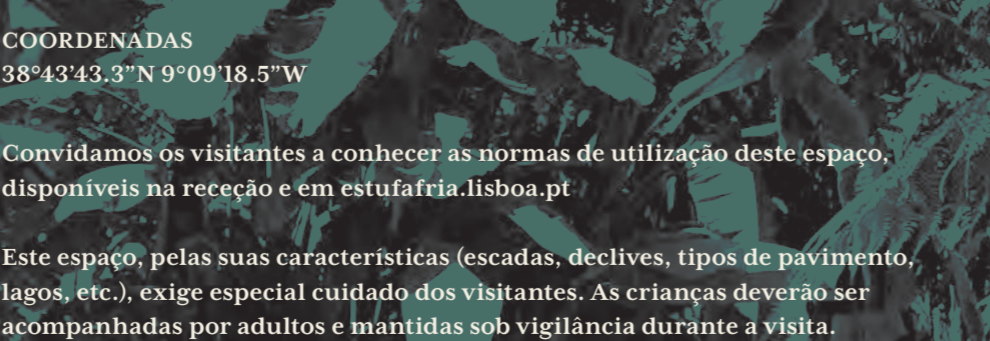 COORDENADAS
38°43’43.3”N 9°09’18.5”W
Convidamos os visitantes a conhecer as normas de utilização deste espaço,
disponíveis na receção e em estufafria.lisboa.pt
Este espaço, pelas suas características (escadas, declives, tipos de pavimento,
lagos, etc.), exige especial cuidado dos visitantes. As crianças deverão ser
acompanhadas por adultos e mantidas sob vigilância durante a visita.